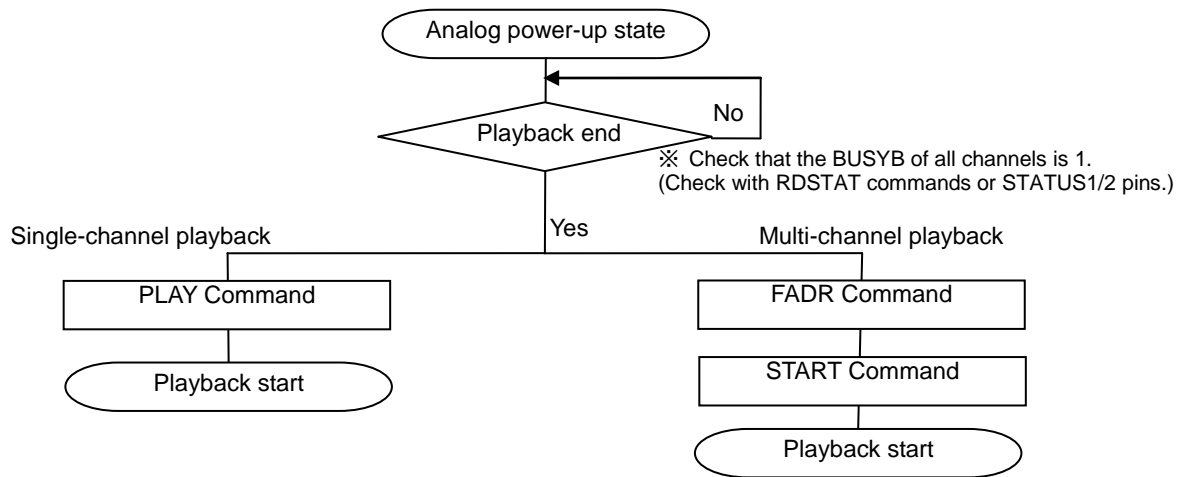 Analog power-up state
No
Playback end
※ Check that the BUSYB of all channels is 1.
(Check with RDSTAT commands or STATUS1/2 pins.)
Yes
Single-channel playback
Multi-channel playback
PLAY Command
FADR Command
Playback start
START Command
Playback start